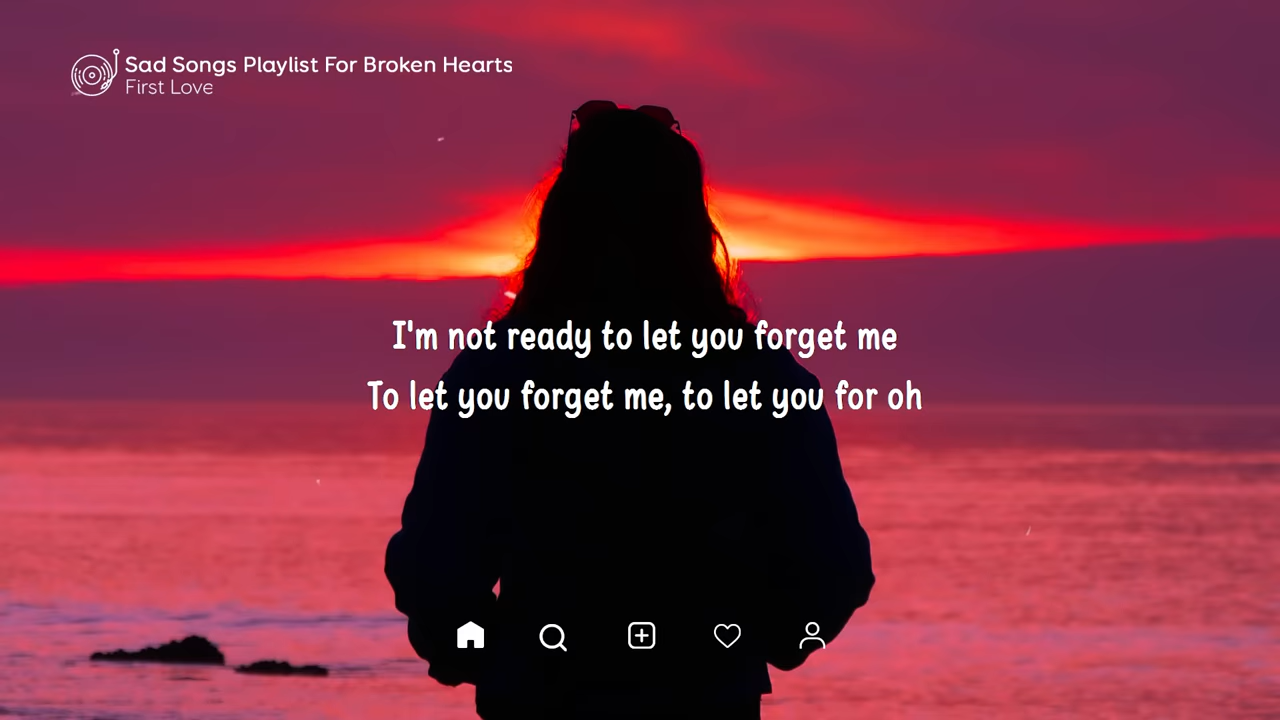 Sad Songs Playlist For Broken Hearts
First Love
I'm not ready to let you forget me
To let you forget me, to let you for oh